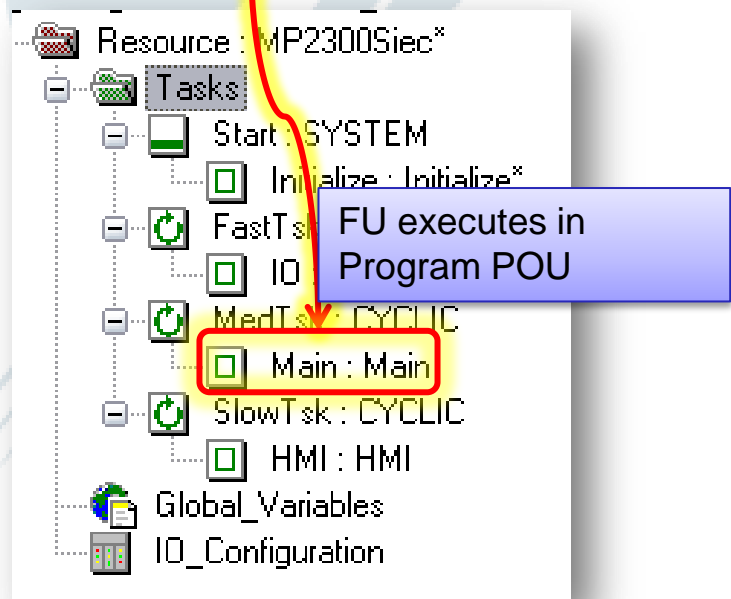 Resource : MP2300Siec*
Tasks
Start : SYSTEM
Initialize : Initialize*
FastTsk
FU executes in
Program POU
IO :
MedTsk : CYCLIC
Main : Main
SlowTsk : CYCLIC
HMI : HMI
Global_Variables
IO_Configuration